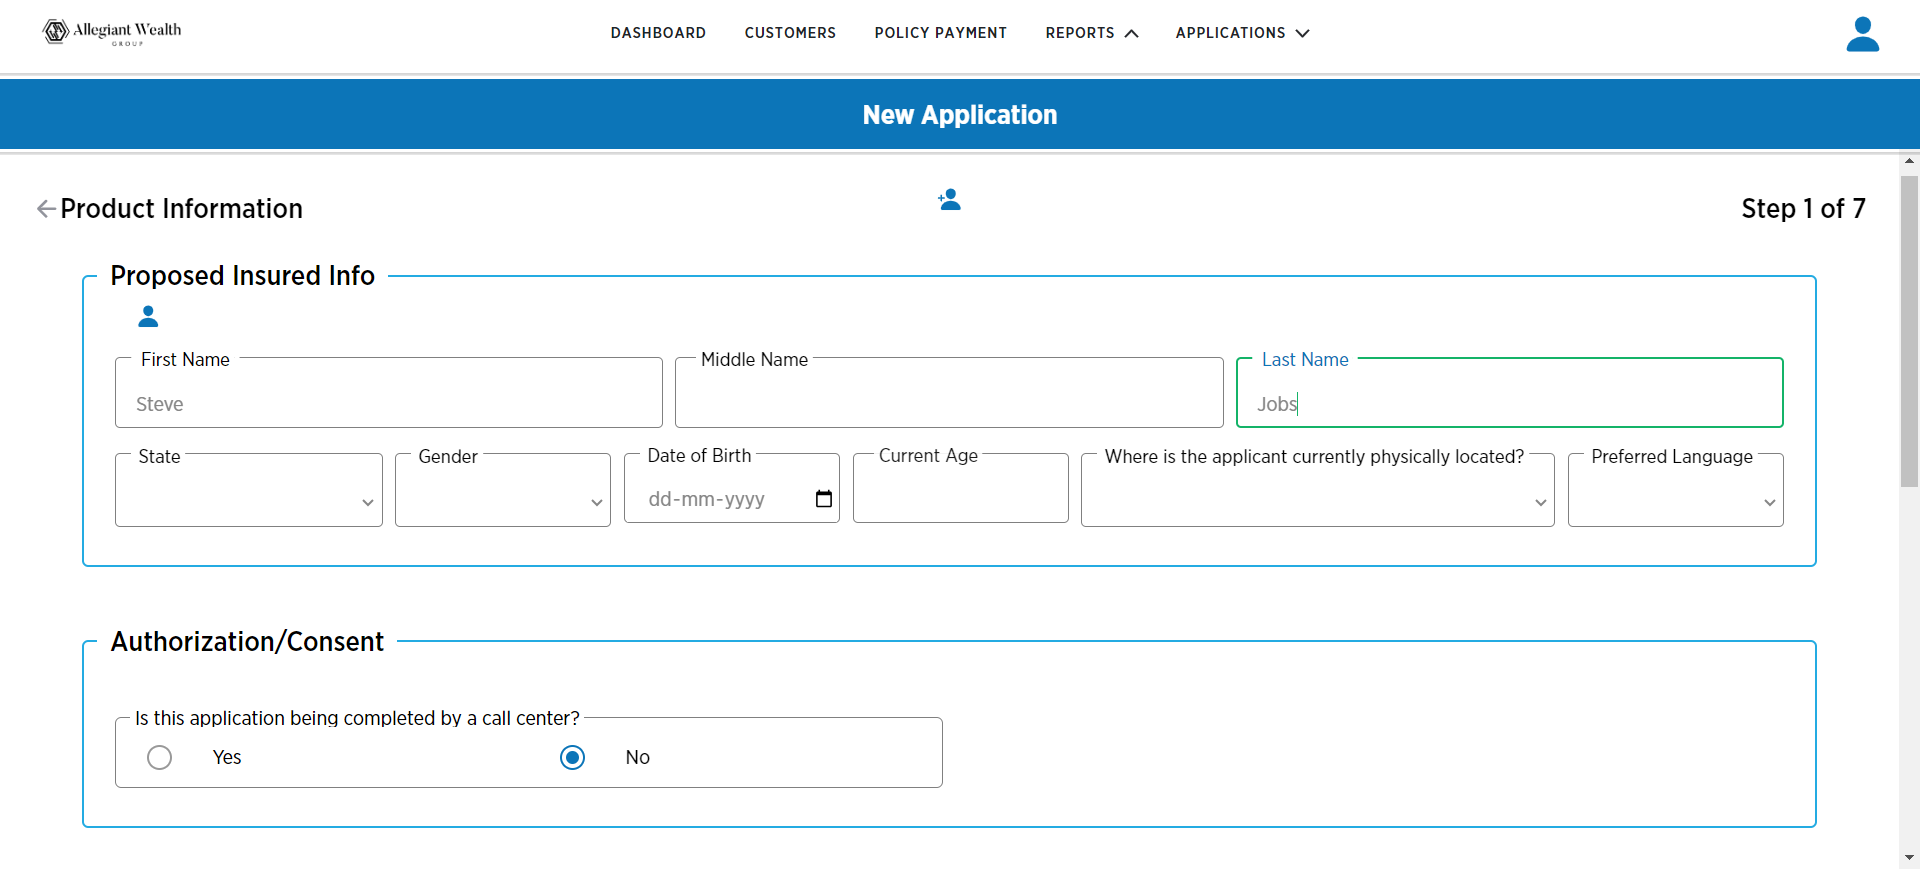 Allegiant Wealth
GROUP
DASHBOARD CUSTOMERS POLICY PAYMENT REPORTS APPLICATIONS
New Application
Product Information
Step 1 of 7
Proposed Insured Info
First Name Middle Name Last Name
Steve Jobs
State Gender Date of Birth Current Age Where is the applicant currently physically located? Preferred Language
dd-mm-yyyy
Authorization/Consent
Is this application being completed by a call center?
Yes No